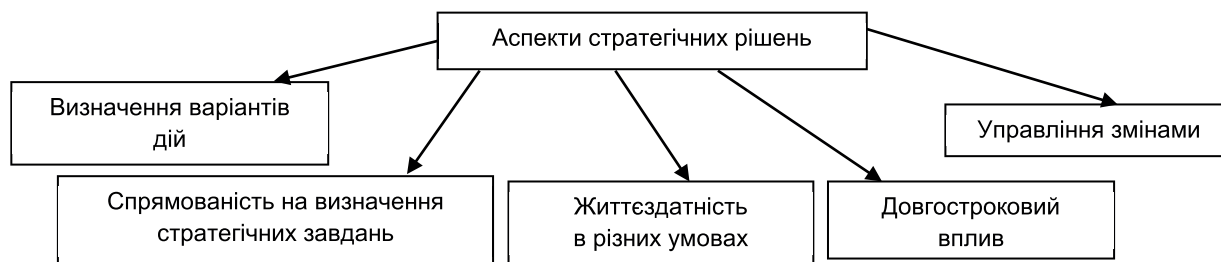 Аспекти стратегічних рішень
Визначення варіантів
дій
Управління змінами
Спрямованість на визначення
стратегічних завдань
Життєздатність
в різних умовах
Довгостроковий
вплив